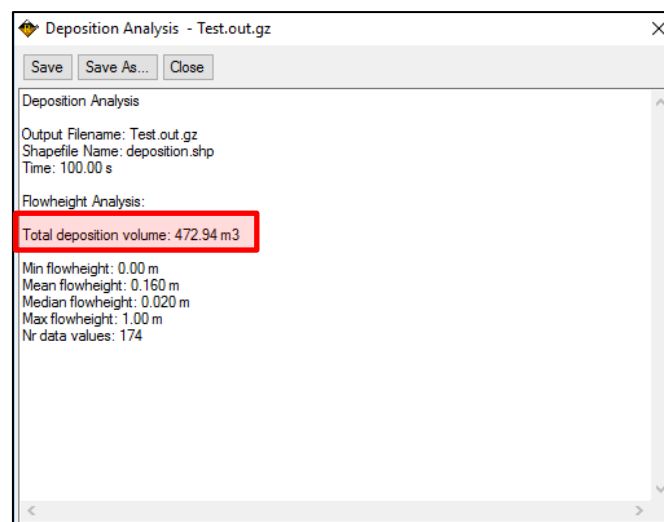 Deposition Analysis - Test.out.gz
Save Save As... Close
Deposition Analysis
Output Filename: Test.out.gz
Shapefile Name: deposition.shp
Time: 100.00 s
Flowheight Analysis:
Total deposition volume: 472.94 m3
Min flowheight: 0.00 m
Mean flowheight: 0.160 m
Median flowheight: 0.020 m
Max flowheight: 1.00 m
Nr data values: 174